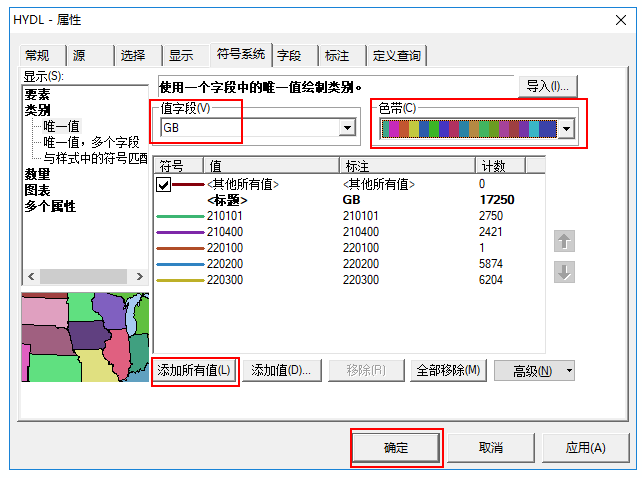 HYDL - 属性
常规 源 选择 显示 符号系统 字段 标注 定义查询
显示(S):
要素
类别
唯一值
唯一值，多个字段
与样式中的符号匹配
数量
图表
多个属性
使用一个字段中的唯一值绘制类别。
导入(I)...
值字段(V)
GB
色带(C)
符号 值 标注 计数
<其他所有值> <其他所有值> 0
<标题> GB 17250
210101 210101 2750
210400 210400 2421
220100 220100 1
220200 220200 5874
220300 220300 6204
添加所有值(L) 添加值(D)... 移除(R) 全部移除(M) 高级(N)
确定 取消 应用(A)